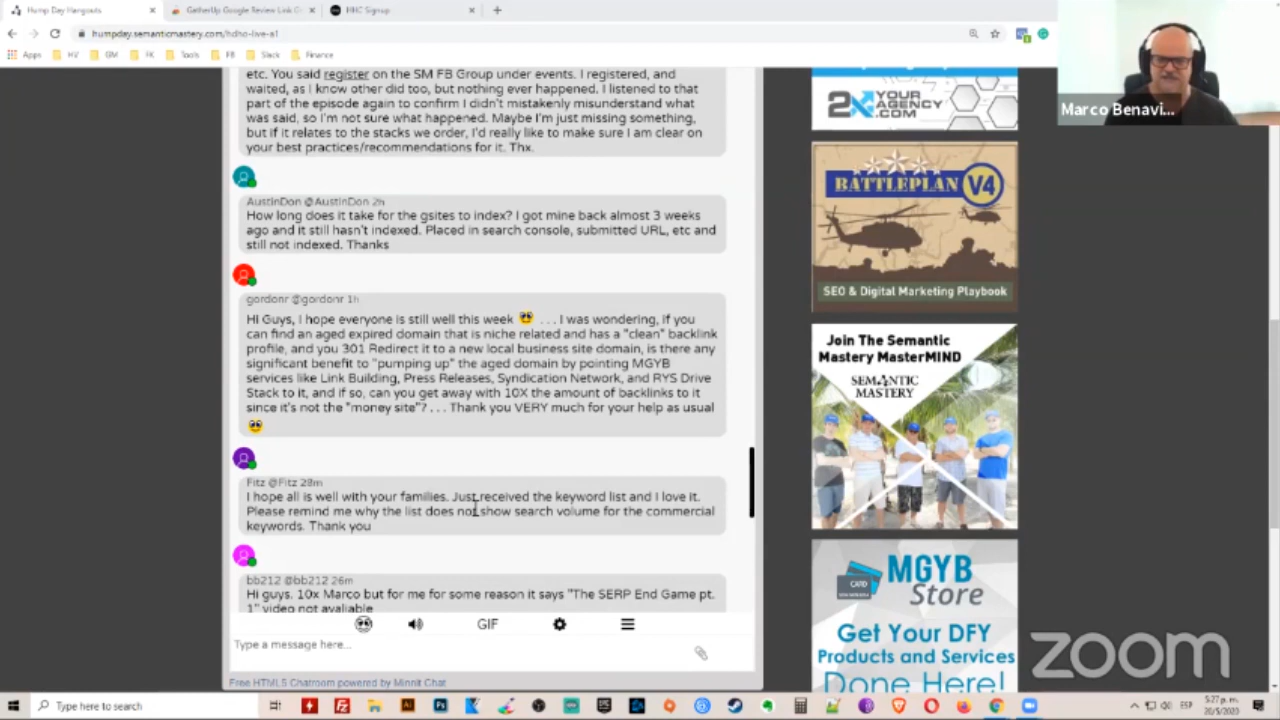 Hump Day Hangouts
GatherUp Google Review Link G
HHC Signup
humpday.semanticmastery.com/hdho-live-a1
Apps
HV
GM
FK
Tools
FB
Slack
Finance
etc. You said register on the SM FB Group under events. I registered, and
waited, as I know other did too, but nothing ever happened. I listened to that
part of the episode again to confirm I didn't mistakenly misunderstand what
was said, so I'm not sure what happened. Maybe I'm just missing something,
but if it relates to the stacks we order, I'd really like to make sure I am clear on
your best practices/recommendations for it. Thx.
AustinDon @AustinDon 2h
How long does it take for the gsites to index? I got mine back almost 3 weeks
ago and it still hasn't indexed. Placed in search console, submitted URL, etc and
still not indexed. Thanks
gordonr @gordonr 1h
Hi Guys, I hope everyone is still well this week 😊 . . . I was wondering, if you
can find an aged expired domain that is niche related and has a "clean" backlink
profile, and you 301 Redirect it to a new local business site domain, is there any
significant benefit to "pumping up" the aged domain by pointing MGYB
services like Link Building, Press Releases, Syndication Network, and RYS Drive
Stack to it, and if so, can you get away with 10X the amount of backlinks to it
since it's not the "money site"? . . . Thank you VERY much for your help as usual
😊
Fitz @Fitz 28m
I hope all is well with your families. Just received the keyword list and I love it.
Please remind me why the list does not show search volume for the commercial
keywords. Thank you
bb212 @bb212 26m
Hi guys. 10x Marco but for me for some reason it says "The SERP End Game pt.
1" video not avaliable
GIF
Type a message here...
Free HTML5 Chatroom powered by Minnit Chat
2X YOUR
AGENCY
.COM
BATTLEPLAN V4
SEO & Digital Marketing Playbook
Join The Semantic
Mastery MasterMIND
SEMANTIC
MASTERY
CARD
MGYB
Store
Get Your DFY
Products and Services
Done Here!
Marco Benavi...
zoom
Type here to search
ESP
5:27 p. m.
20/5/2020